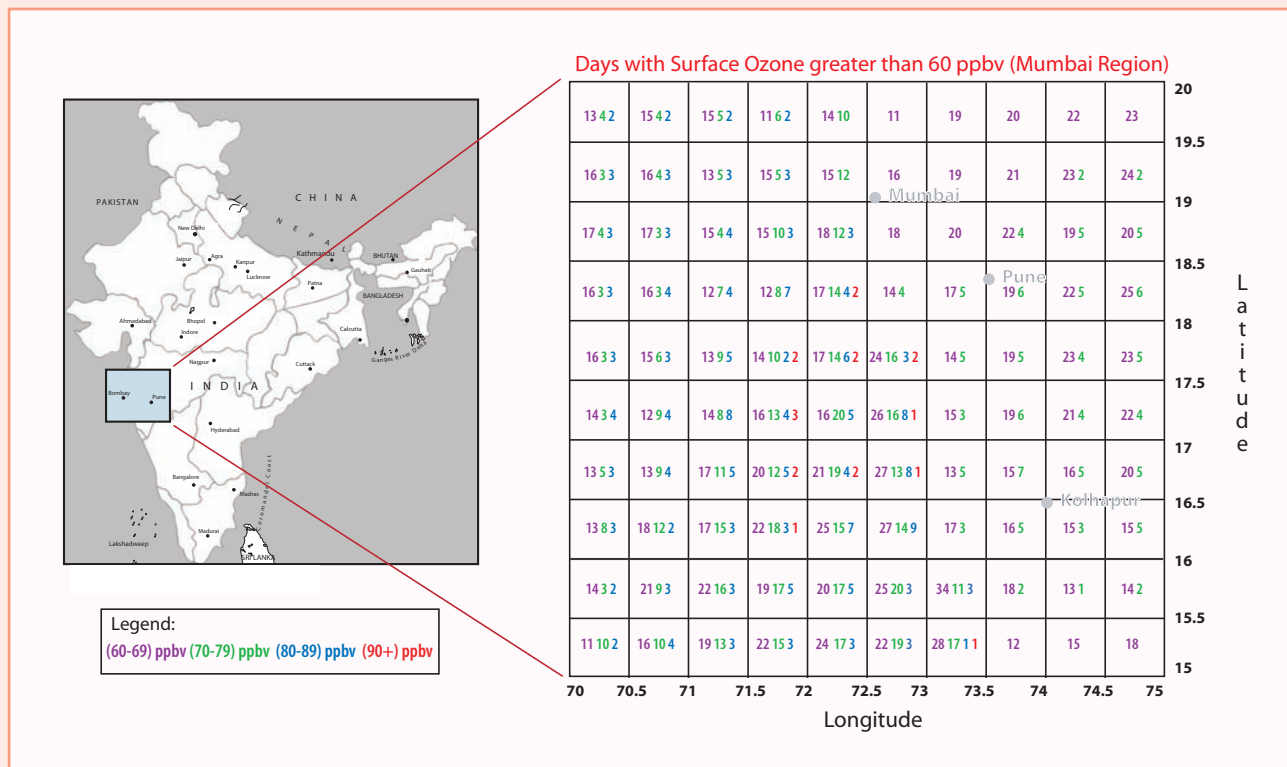 Days with Surface Ozone greater than 60 ppbv (Mumbai Region)
PAKISTAN
CHINA
NEPAL
New Delhi
Agra
Jaipur
Kanpur
Lucknow
Kathmandu
BHUTAN
Gauhati
Patna
BANGLADESH
Ahmedabad
Bhopol
Indore
Calcutta
Ganges River Delta
Nagpur
Cuttack
INDIA
Bombay
Pune
Hyderabad
Coromandel Coast
Bangalore
Madras
Lakshadweep
Madurai
SRI LANKA
Legend:
(60-69) ppbv (70-79) ppbv (80-89) ppbv (90+) ppbv
20
13 4 2 15 4 2 15 5 2 11 6 2 14 10 11 19 20 22 23
19.5
16 3 3 16 4 3 13 5 3 15 5 3 15 12 16 19 21 23 2 24 2
Mumbai
19
17 4 3 17 3 3 15 4 4 15 10 3 18 12 3 18 20 22 4 19 5 20 5
18.5
Pune
16 3 3 16 3 4 12 7 4 12 8 7 17 14 4 2 14 4 17 5 19 6 22 5 25 6
18
16 3 3 15 6 3 13 9 5 14 10 2 2 17 14 6 2 24 16 3 2 14 5 19 5 23 4 23 5
17.5
14 3 4 12 9 4 14 8 8 16 13 4 3 16 20 5 26 16 8 1 15 3 19 6 21 4 22 4
17
13 5 3 13 9 4 17 11 5 20 12 5 2 21 19 4 2 27 13 8 1 13 5 15 7 16 5 20 5
Kolhapur
16.5
13 8 3 18 12 2 17 15 3 22 18 3 1 25 15 7 27 14 9 17 3 16 5 15 3 15 5
16
14 3 2 21 9 3 22 16 3 19 17 5 20 17 5 25 20 3 34 11 3 18 2 13 1 14 2
15.5
11 10 2 16 10 4 19 13 3 22 15 3 24 17 3 22 19 3 28 17 1 1 12 15 18
15
70 70.5 71 71.5 72 72.5 73 73.5 74 74.5 75
Longitude
Latitude